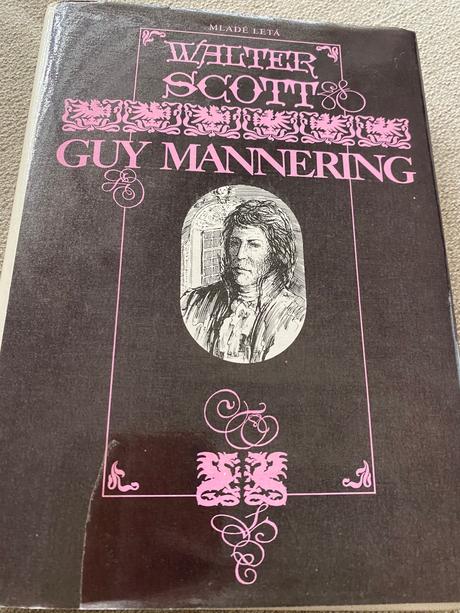 MLADÉ LETÁ
WALTER
SCOTT
GUY MANNERING